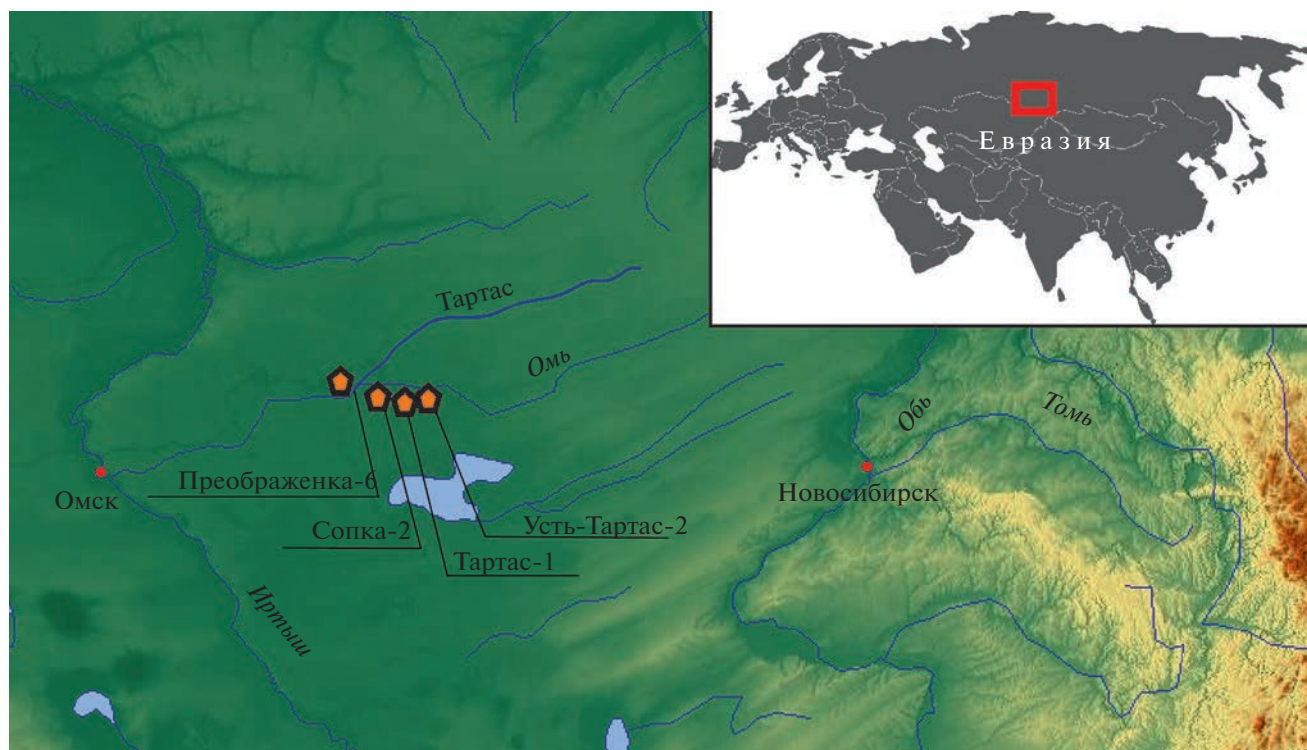 Евразия
Тартас
Омь
Обь
Томь
Преображенка-6
Омск
Новосибирск
Сопка-2
Усть-Тартас-2
Тартас-1
Иртыш